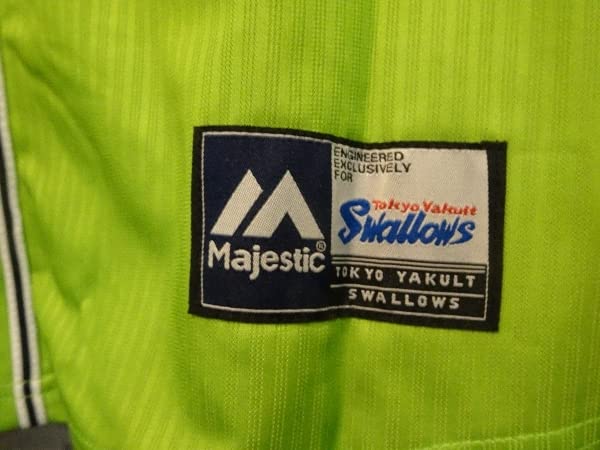 Majestic®
ENGINEERED
EXCLUSIVELY
FOR
Tokyo Yakult
Swallows
TOKYO YAKULT
SWALLOWS